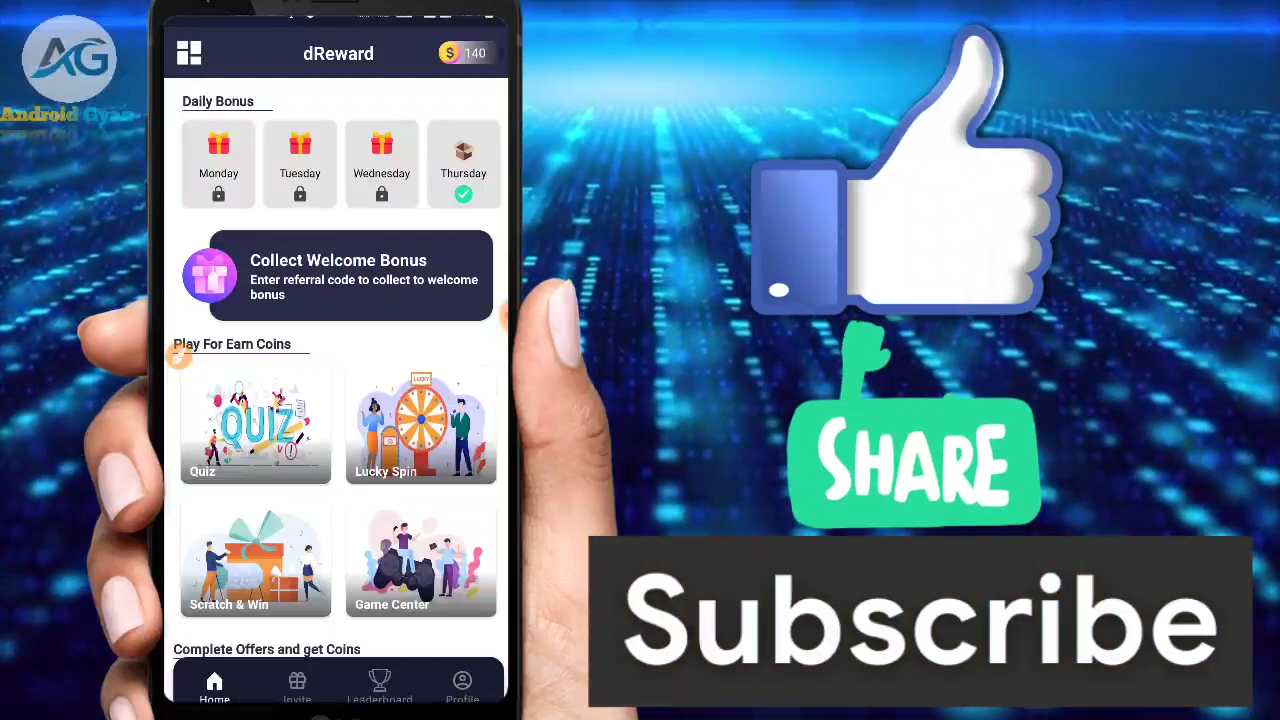 AG
Android Gyan
dReward
$ 140
Daily Bonus
Monday
Tuesday
Wednesday
Thursday
Collect Welcome Bonus
Enter referral code to collect to welcome
bonus
Play For Earn Coins
QUIZ
Quiz
LUCKY
Lucky Spin
Scratch & Win
Game Center
Complete Offers and get Coins
Home
Invite
Leaderboard
Profile
SHARE
Subscribe